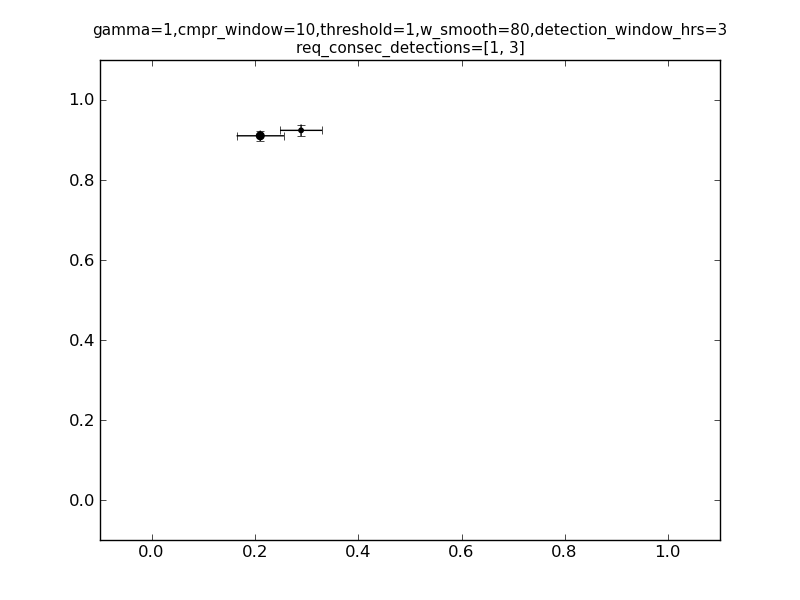 gamma=1,cmpr_window=10,threshold=1,w_smooth=80,detection_window_hrs=3
req_consec_detections=[1, 3]
1.0
0.8
0.6
0.4
0.2
0.0
0.0 0.2 0.4 0.6 0.8 1.0